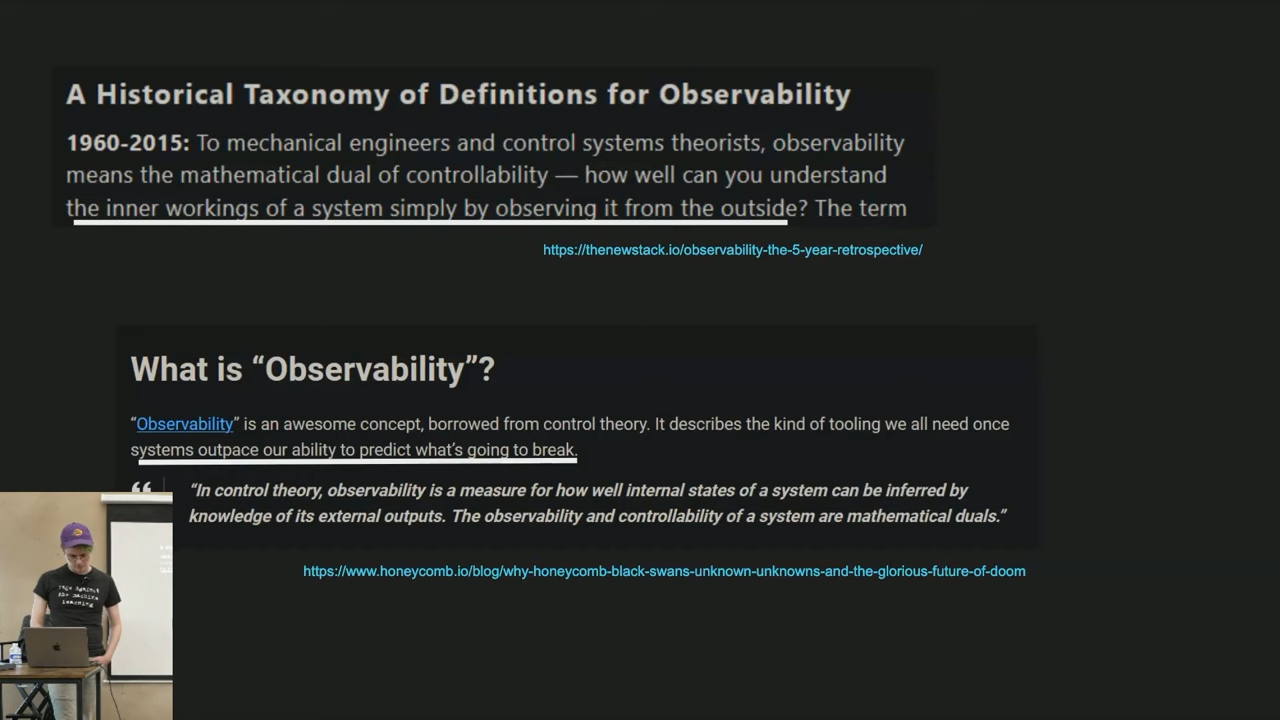 A Historical Taxonomy of Definitions for Observability
1960-2015: To mechanical engineers and control systems theorists, observability
means the mathematical dual of controllability — how well can you understand
the inner workings of a system simply by observing it from the outside? The term
https://thenewstack.io/observability-the-5-year-retrospective/
What is “Observability”?
“Observability” is an awesome concept, borrowed from control theory. It describes the kind of tooling we all need once
systems outpace our ability to predict what’s going to break.
“In control theory, observability is a measure for how well internal states of a system can be inferred by
knowledge of its external outputs. The observability and controllability of a system are mathematical duals.”
https://www.honeycomb.io/blog/why-honeycomb-black-swans-unknown-unknowns-and-the-glorious-future-of-doom
rage against
the machine
learning